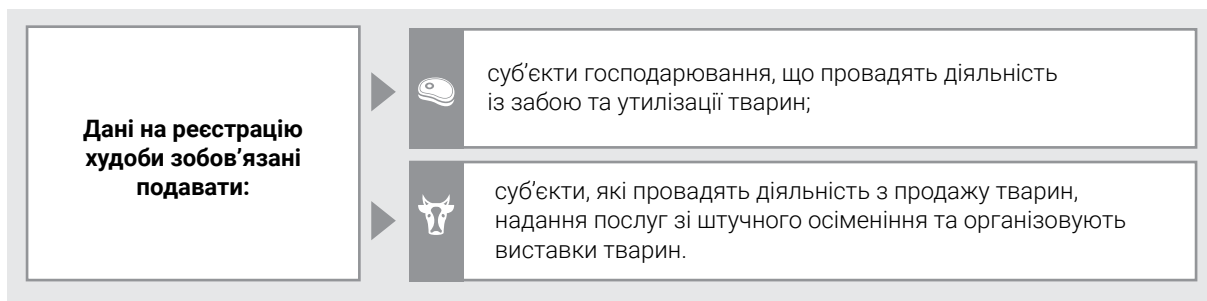 Дані на реєстрацію
худоби зобов’язані
подавати:
суб’єкти господарювання, що провадять діяльність
із забою та утилізації тварин;
суб’єкти, які провадять діяльність з продажу тварин,
надання послуг зі штучного осіменіння та організовують
виставки тварин.